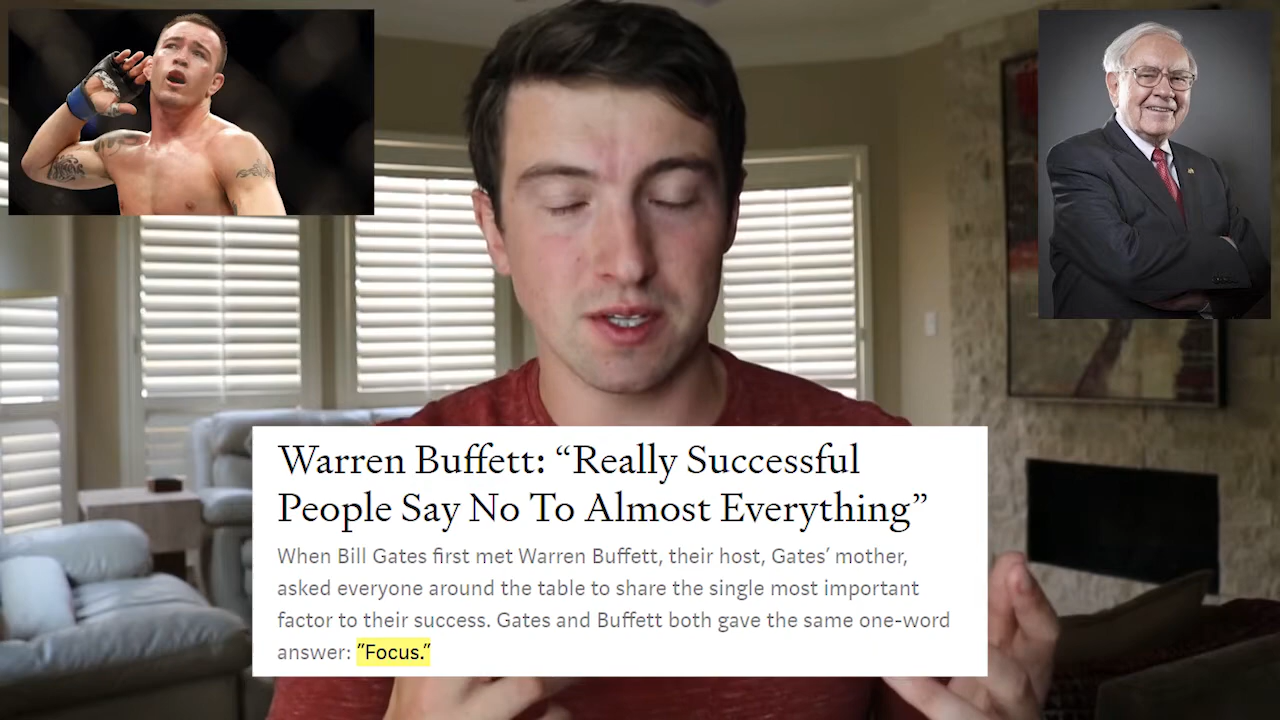 Warren Buffett: “Really Successful
People Say No To Almost Everything”
When Bill Gates first met Warren Buffett, their host, Gates’ mother,
asked everyone around the table to share the single most important
factor to their success. Gates and Buffett both gave the same one-word
answer: ”Focus.”